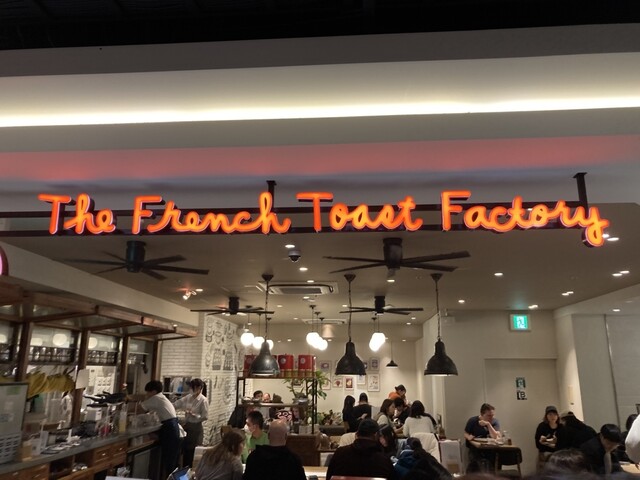 The French Toast Factory